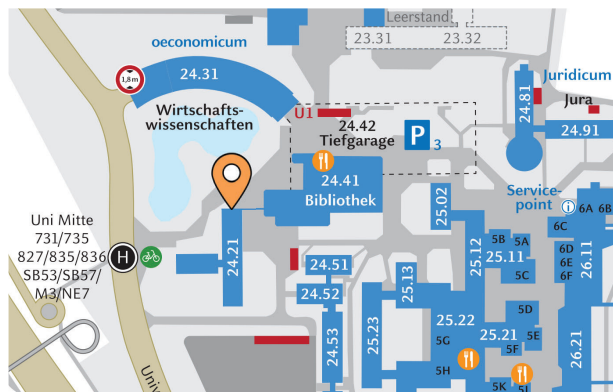 Leerstand
23.31
23.32
oeconomicum
1,8m
24.31
Wirtschafts-
wissenschaften
U1
24.42
Tiefgarage
P
3
24.81
Juridicum
Jura
24.91
24.41
Bibliothek
25.02
Service-
point
i
6A
6B
6C
Uni Mitte
731/735
827/835/836
SB53/SB57/
M3/NE7
H
24.21
24.51
24.52
24.53
25.13
25.23
25.12
5B
5A
25.11
5C
6D
6E
6F
26.11
5D
25.22
25.21
5E
5G
5F
5H
5K
26.21
Univ